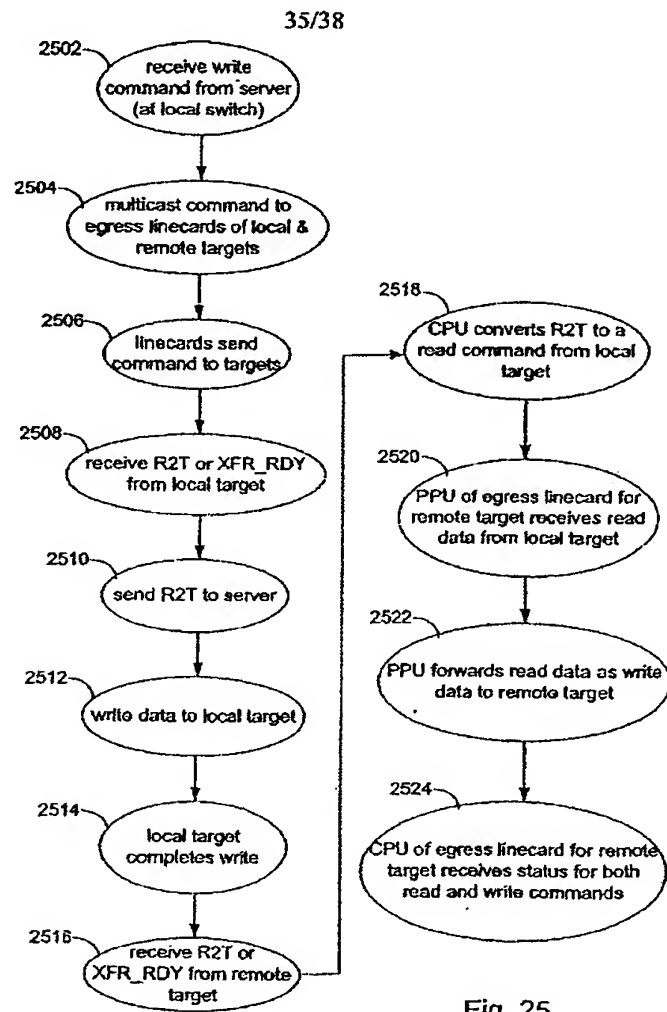 35/38
2502
receive write
command from server
(at local switch)
2504
multicast command to
egress linecards of local &
remote targets
2506
linecards send
command to targets
2508
receive R2T or XFR_RDY
from local target
2510
send R2T to server
2512
write data to local target
2514
local target
completes write
2516
receive R2T or
XFR_RDY from remote
target
2518
CPU converts R2T to a
read command from local
target
2520
PPU of egress linecard for
remote target receives read
data from local target
2522
PPU forwards read data as write
data to remote target
2524
CPU of egress linecard for remote
target receives status for both
read and write commands
Fig. 25